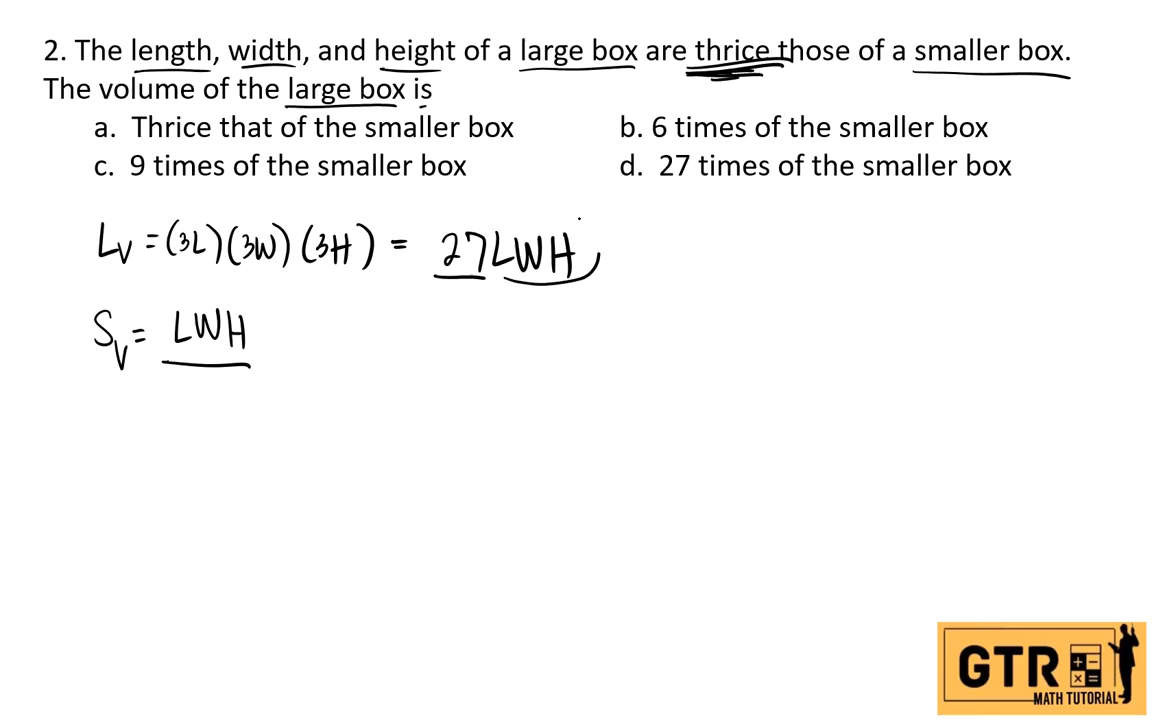 2. The length, width, and height of a large box are thrice those of a smaller box.
The volume of the large box is
a. Thrice that of the smaller box b. 6 times of the smaller box
c. 9 times of the smaller box d. 27 times of the smaller box
Lv = (3L)(3W)(3H) = 27LWH
Sv = LWH
GTR
MATH TUTORIAL